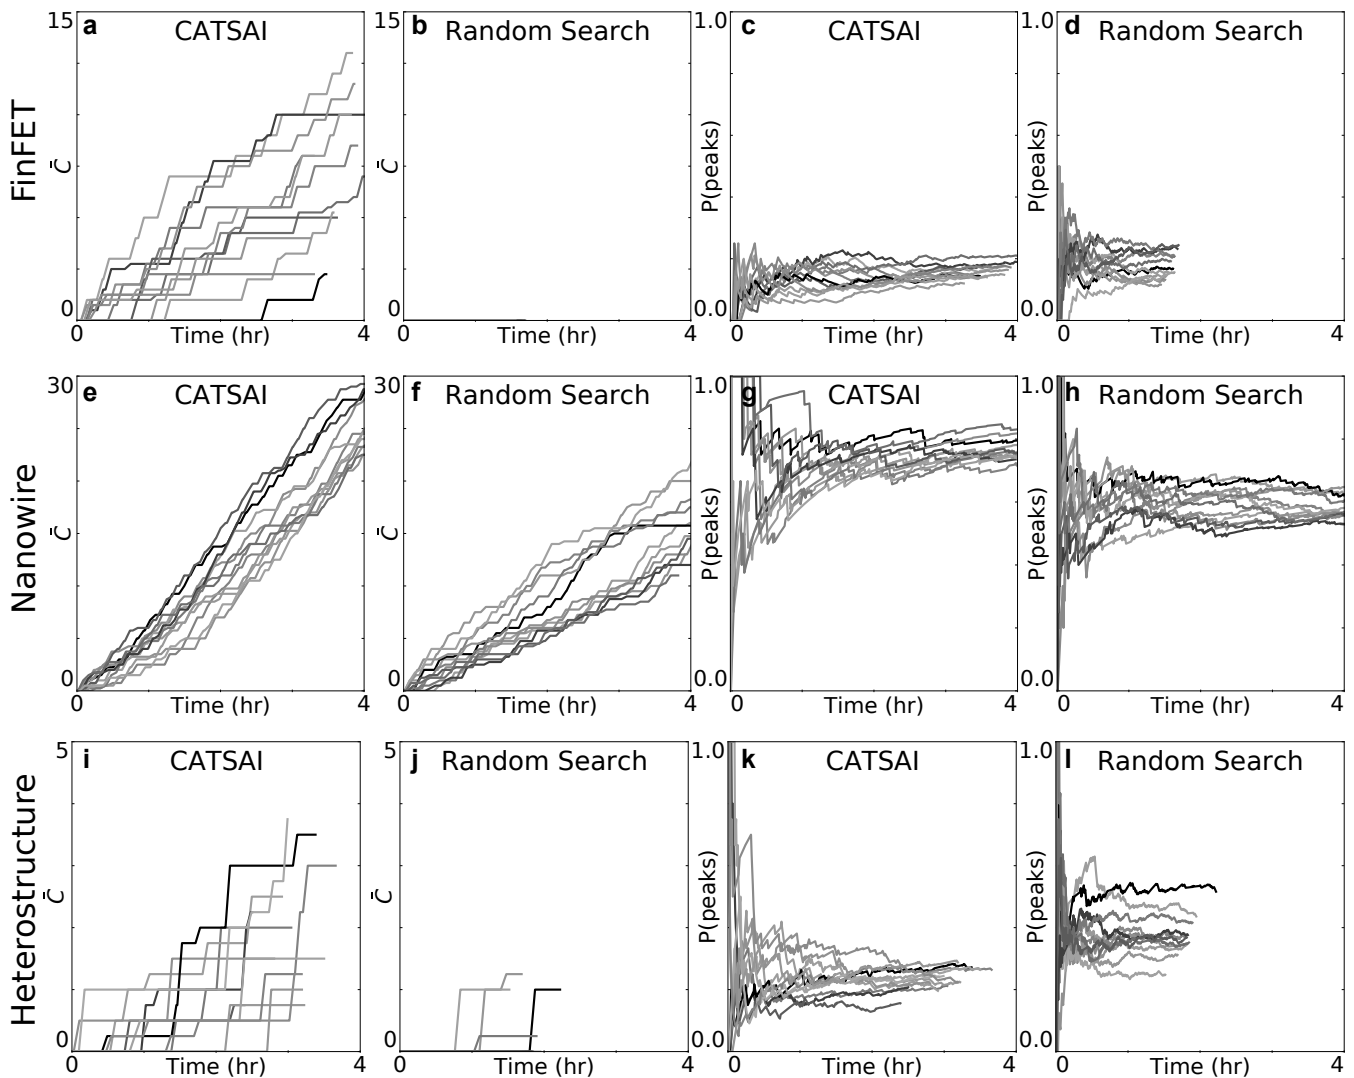 FinFET
a CATSAI
15
C̄
0
0 Time (hr) 4
b Random Search
15
C̄
0
0 Time (hr) 4
c CATSAI
1.0
P(peaks)
0.0
0 Time (hr) 4
d Random Search
1.0
P(peaks)
0.0
0 Time (hr) 4
Nanowire
e CATSAI
30
C̄
0
0 Time (hr) 4
f Random Search
30
C̄
0
0 Time (hr) 4
g CATSAI
1.0
P(peaks)
0.0
0 Time (hr) 4
h Random Search
1.0
P(peaks)
0.0
0 Time (hr) 4
Heterostructure
i CATSAI
5
C̄
0
0 Time (hr) 4
j Random Search
5
C̄
0
0 Time (hr) 4
k CATSAI
1.0
P(peaks)
0.0
0 Time (hr) 4
l Random Search
1.0
P(peaks)
0.0
0 Time (hr) 4